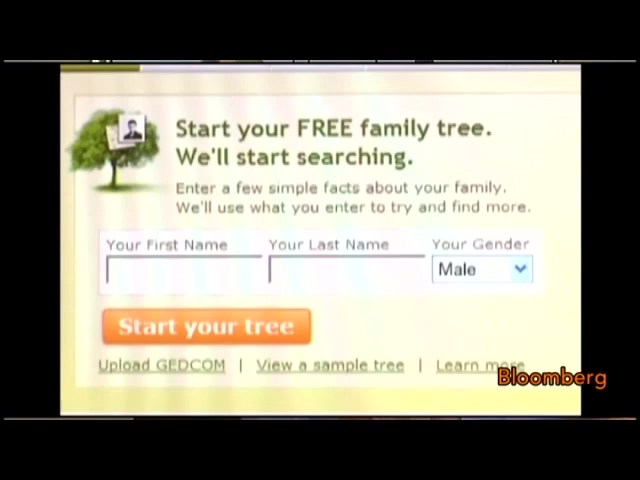 Start your FREE family tree.
We'll start searching.
Enter a few simple facts about your family.
We'll use what you enter to try and find more.
Your First Name Your Last Name Your Gender
Male
Start your tree
Upload GEDCOM | View a sample tree | Learn more
Bloomberg